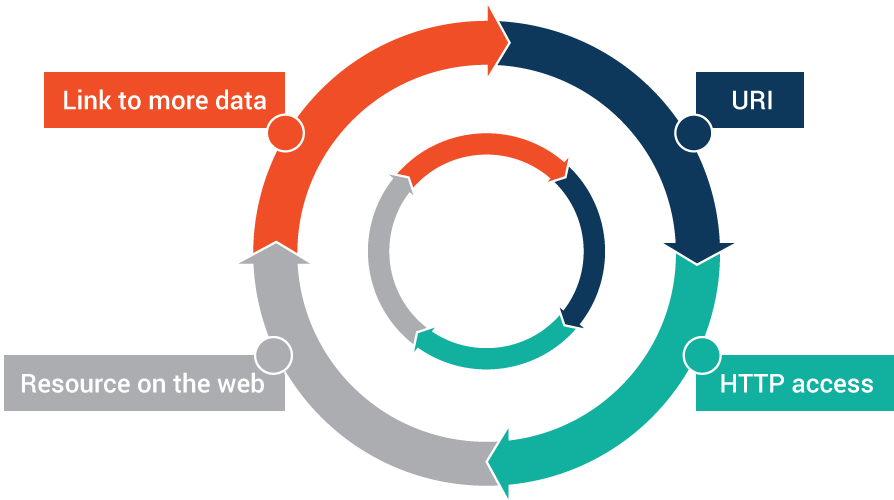 Link to more data
URI
Resource on the web
HTTP access